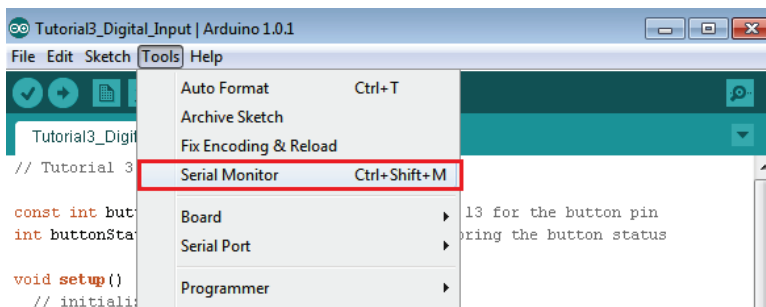 Tutorial3_Digital_Input | Arduino 1.0.1
File Edit Sketch Tools Help
Auto Format Ctrl+T
Archive Sketch
Tutorial3_Digit
Fix Encoding & Reload
// Tutorial 3
Serial Monitor Ctrl+Shift+M
const int but
Board
13 for the button pin
int buttonSta
Serial Port
oring the button status
void setup()
Programmer
// initiali